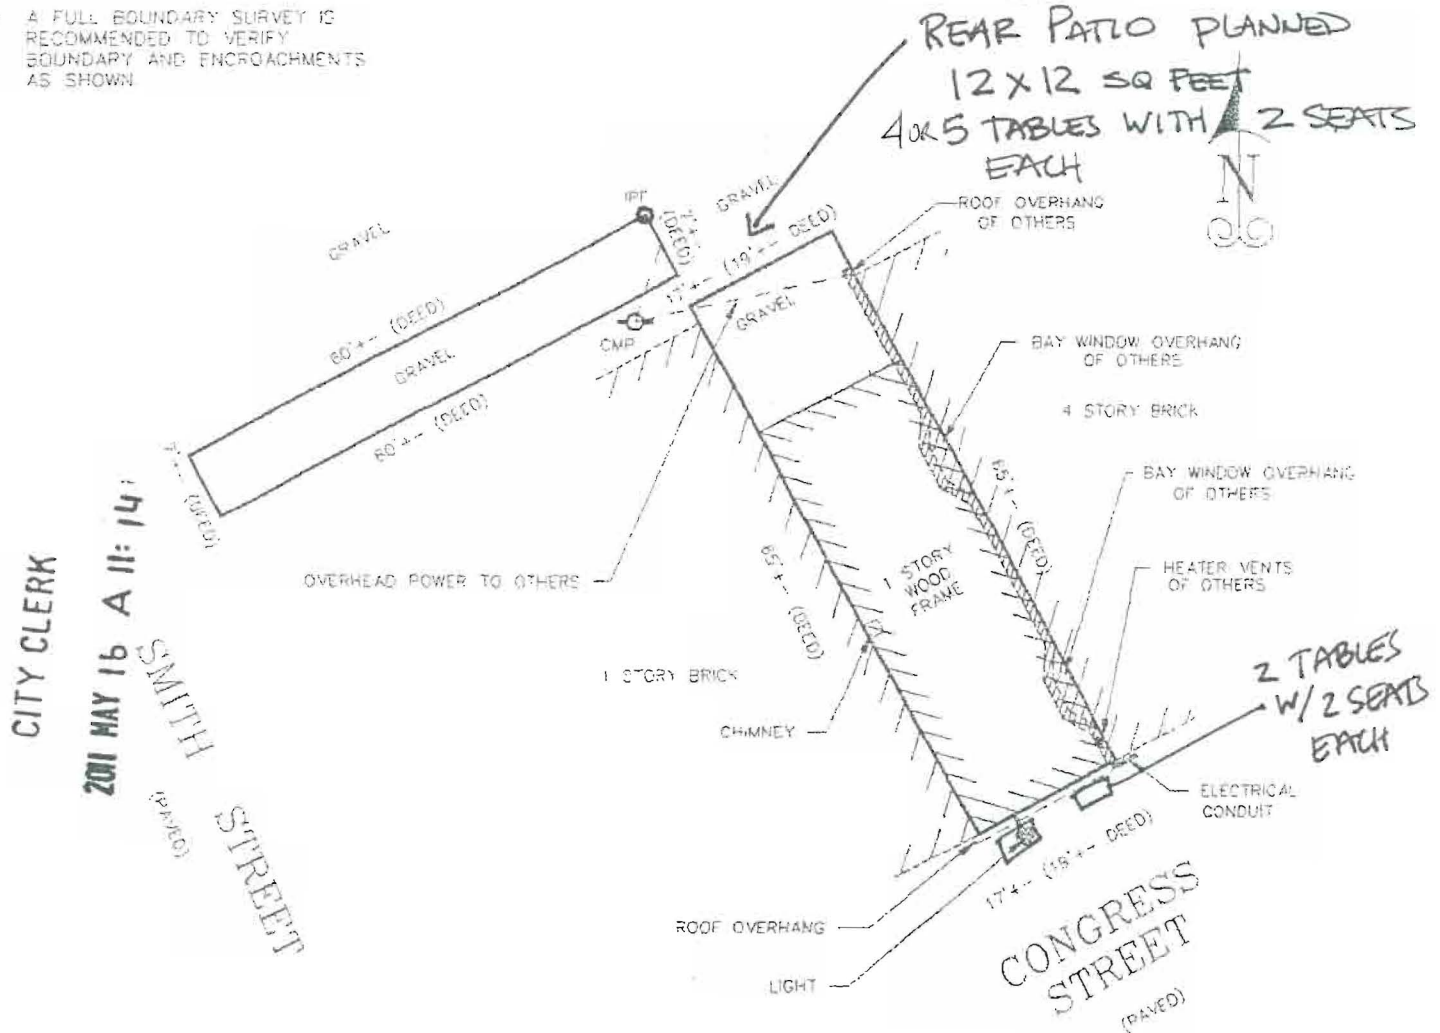 A FULL BOUNDARY SURVEY IS
RECOMMENDED TO VERIFY
BOUNDARY AND ENCROACHMENTS
AS SHOWN
REAR PATIO PLANNED
12 X 12 SQ FEET
4 OR 5 TABLES WITH 2 SEATS
EACH
N
IPF
GRAVEL
7'+- (DEED)
17'+- (19'+- DEED)
ROOF OVERHANG
OF OTHERS
GRAVEL
60'+- (DEED)
GRAVEL
60'+- (DEED)
7'+- (DEED)
CMP
GRAVEL
BAY WINDOW OVERHANG
OF OTHERS
4 STORY BRICK
BAY WINDOW OVERHANG
OF OTHERS
65'+- (DEED)
HEATER VENTS
OF OTHERS
OVERHEAD POWER TO OTHERS
1 STORY
WOOD
FRAME
65'+- (DEED)
1 STORY BRICK
CHIMNEY
2 TABLES
W/ 2 SEATS
EACH
ELECTRICAL
CONDUIT
17'+- (18'+- DEED)
ROOF OVERHANG
LIGHT
CONGRESS
STREET
(PAVED)
CITY CLERK
2011 MAY 16 A 11: 14
SMITH STREET
(PAVED)